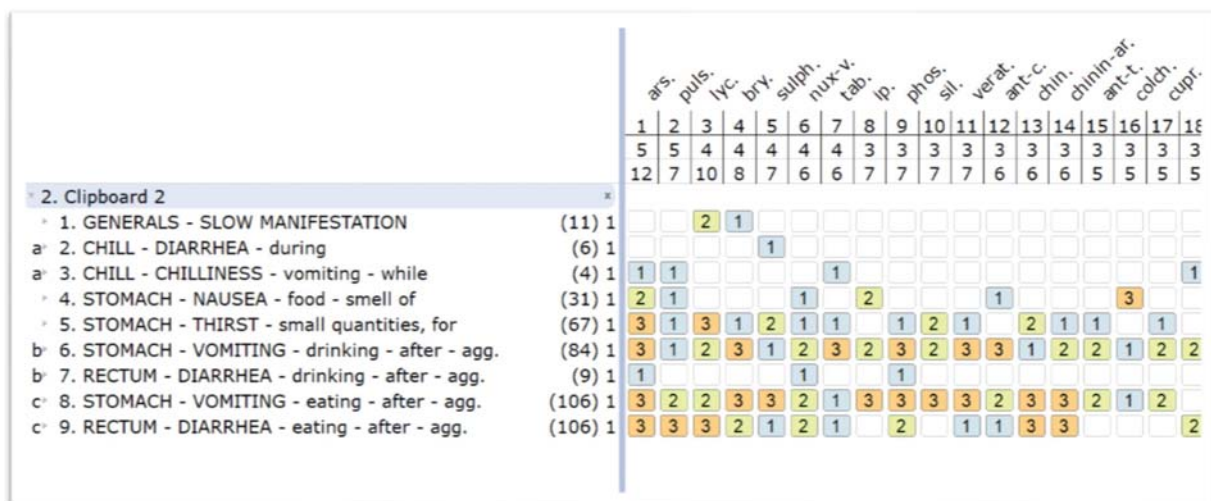 ars. puls. lyc. bry. sulph. nux-v. tab. ip. phos. sil. verat. ant-c. chin. chinin-ar. ant-t. colch. cupr.
1 2 3 4 5 6 7 8 9 10 11 12 13 14 15 16 17 18
5 5 4 4 4 4 4 3 3 3 3 3 3 3 3 3 3 3
12 7 10 8 7 6 6 7 7 7 7 6 6 6 5 5 5 5
2. Clipboard 2 x
1. GENERALS - SLOW MANIFESTATION (11) 1 2 1
a 2. CHILL - DIARRHEA - during (6) 1 1
a 3. CHILL - CHILLINESS - vomiting - while (4) 1 1 1 1 1
4. STOMACH - NAUSEA - food - smell of (31) 1 2 1 1 2 1 3
5. STOMACH - THIRST - small quantities, for (67) 1 3 1 3 1 2 1 1 1 2 1 2 1 1 1
b 6. STOMACH - VOMITING - drinking - after - agg. (84) 1 3 1 2 3 1 2 3 2 3 2 3 3 1 2 2 1 2 2
b 7. RECTUM - DIARRHEA - drinking - after - agg. (9) 1 1 1 1
c 8. STOMACH - VOMITING - eating - after - agg. (106) 1 3 2 2 3 3 2 1 3 3 3 3 2 3 3 2 1 2
c 9. RECTUM - DIARRHEA - eating - after - agg. (106) 1 3 3 3 2 1 2 1 2 1 1 3 3 2